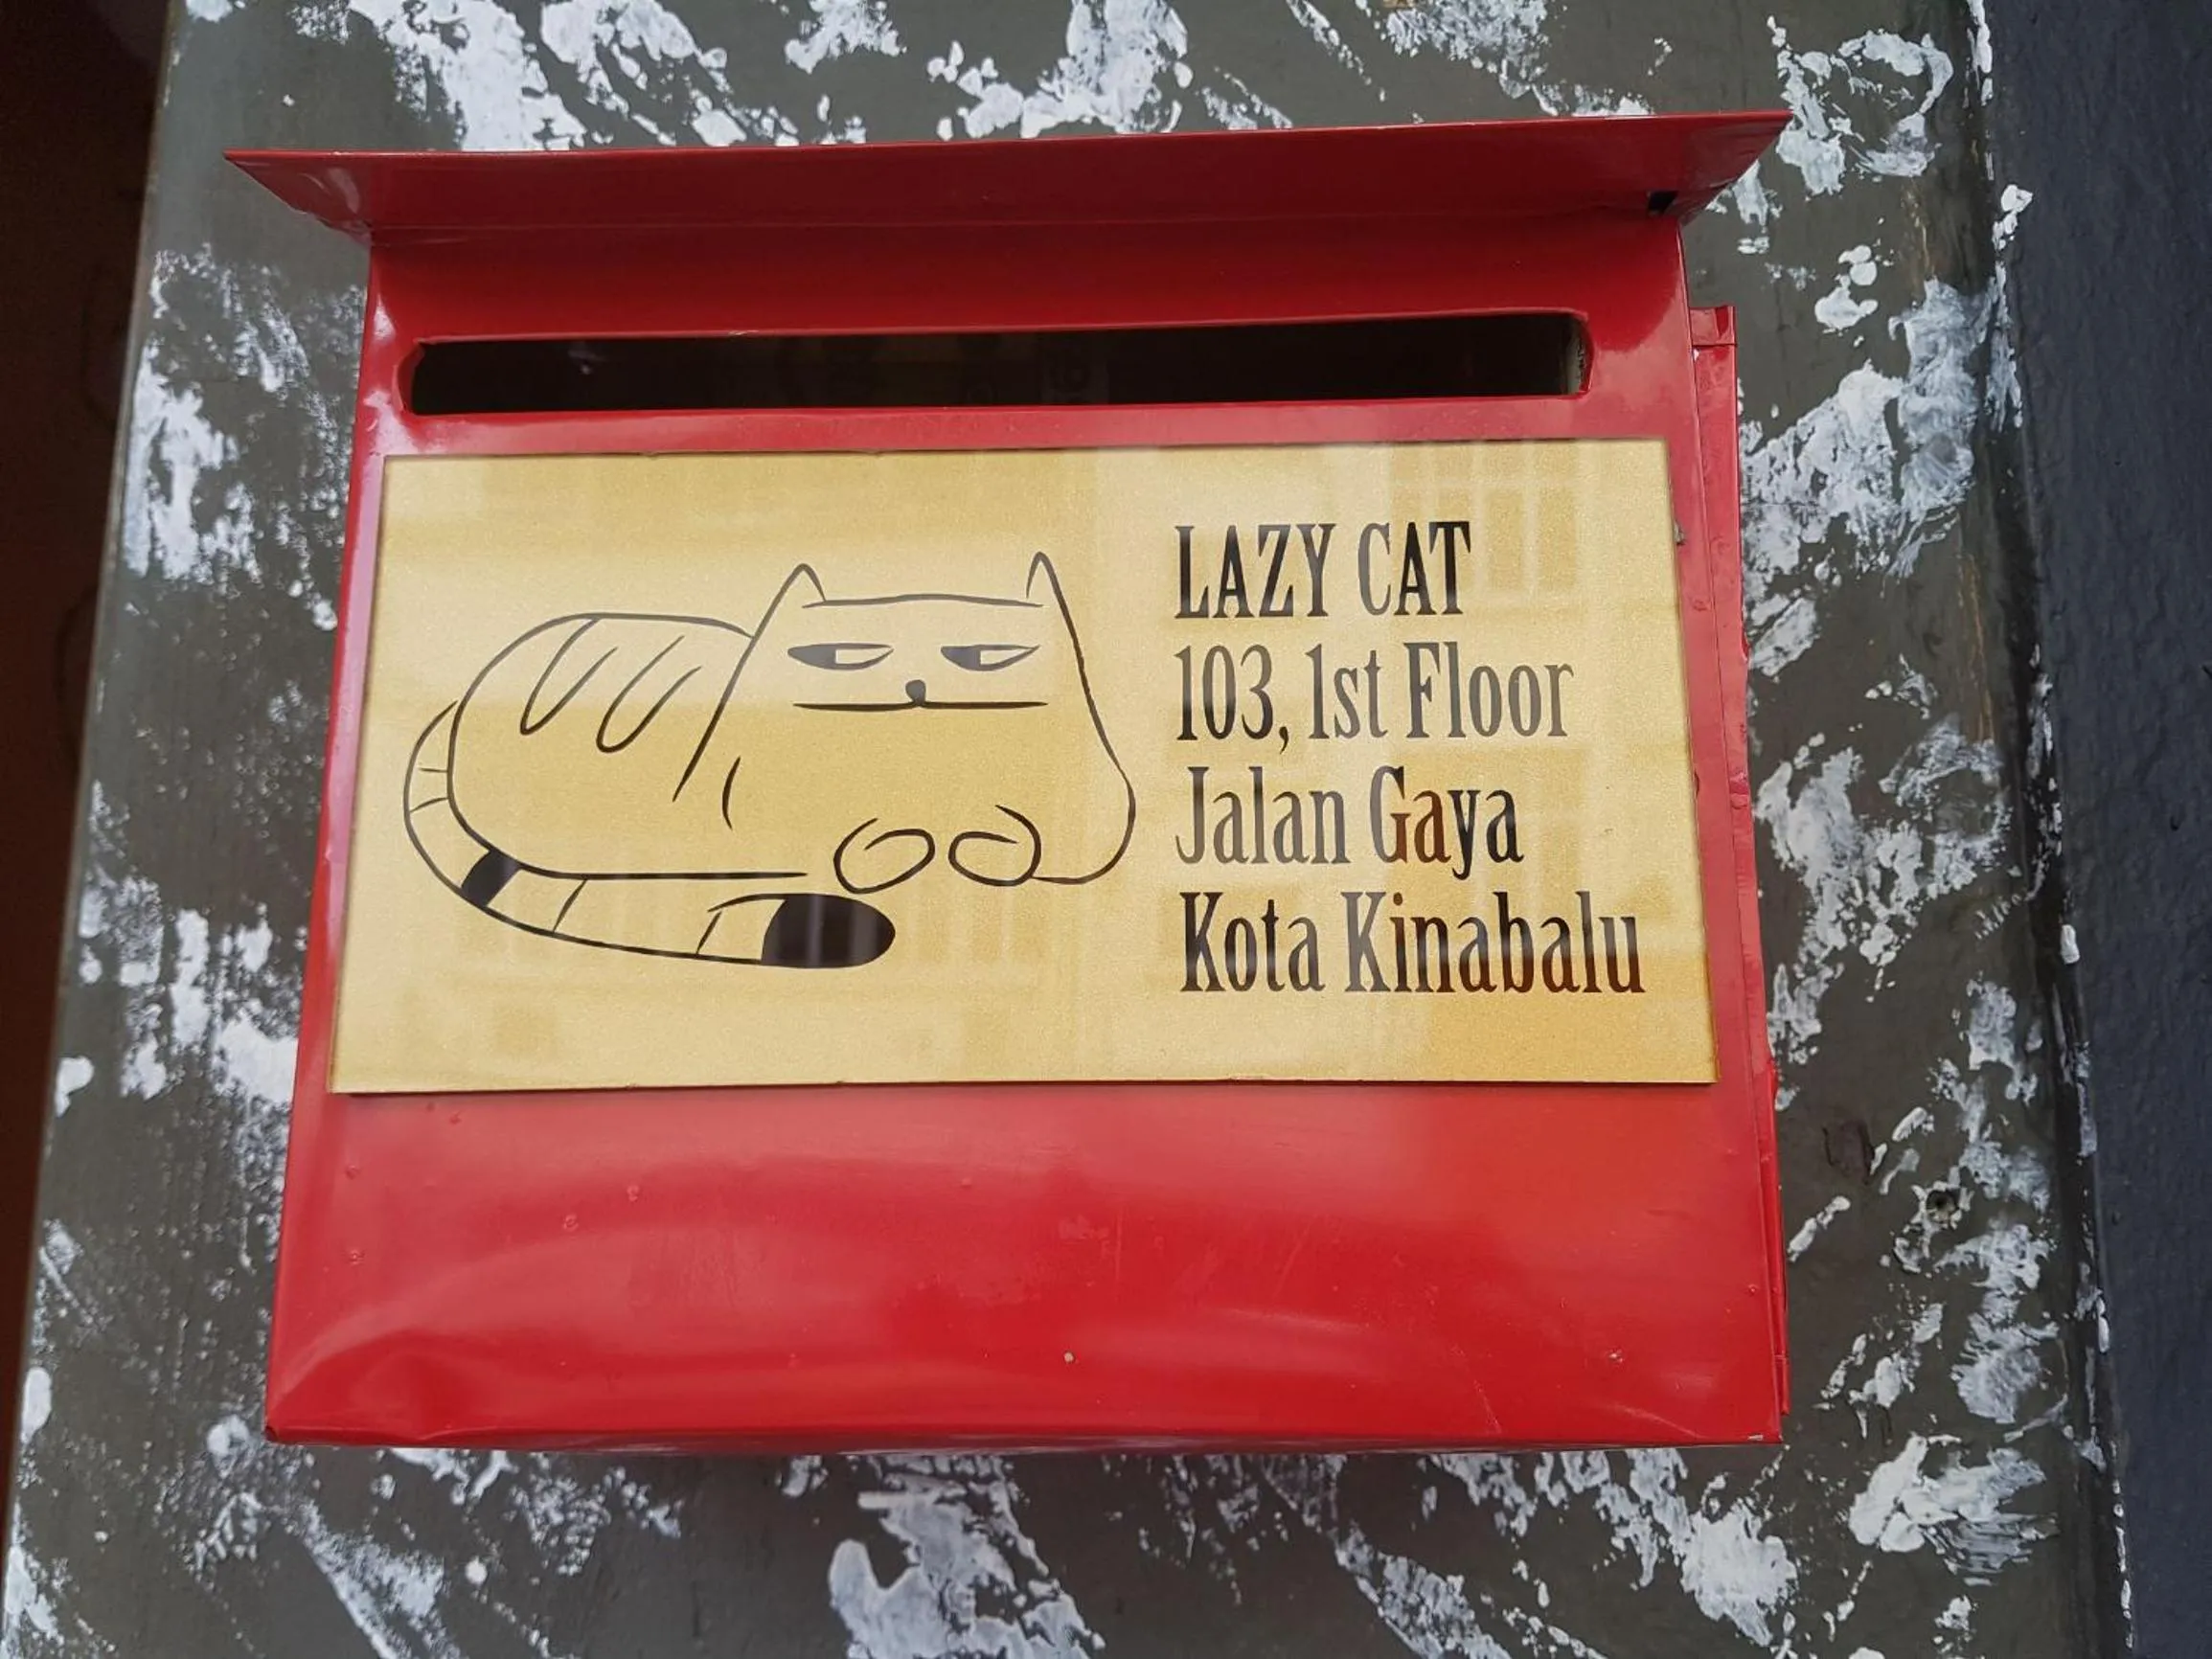 LAZY CAT
103, 1st Floor
Jalan Gaya
Kota Kinabalu